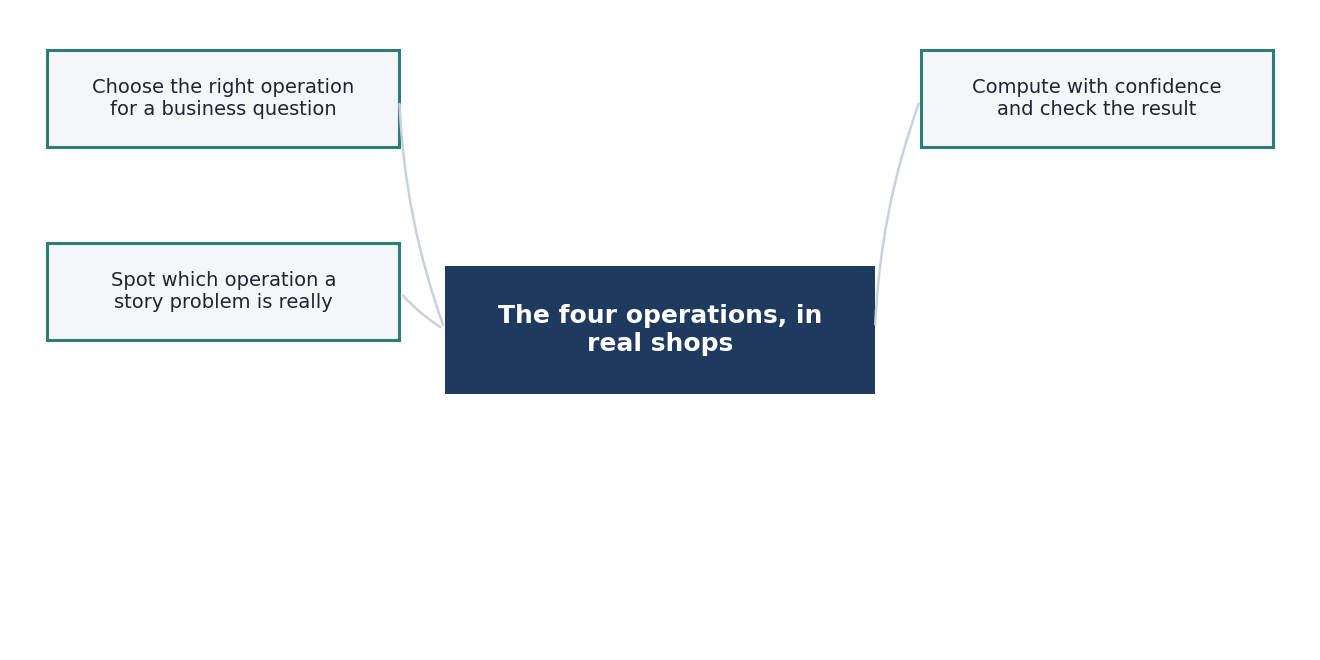 Choose the right operation
for a business question
Compute with confidence
and check the result
Spot which operation a
story problem is really
The four operations, in
real shops